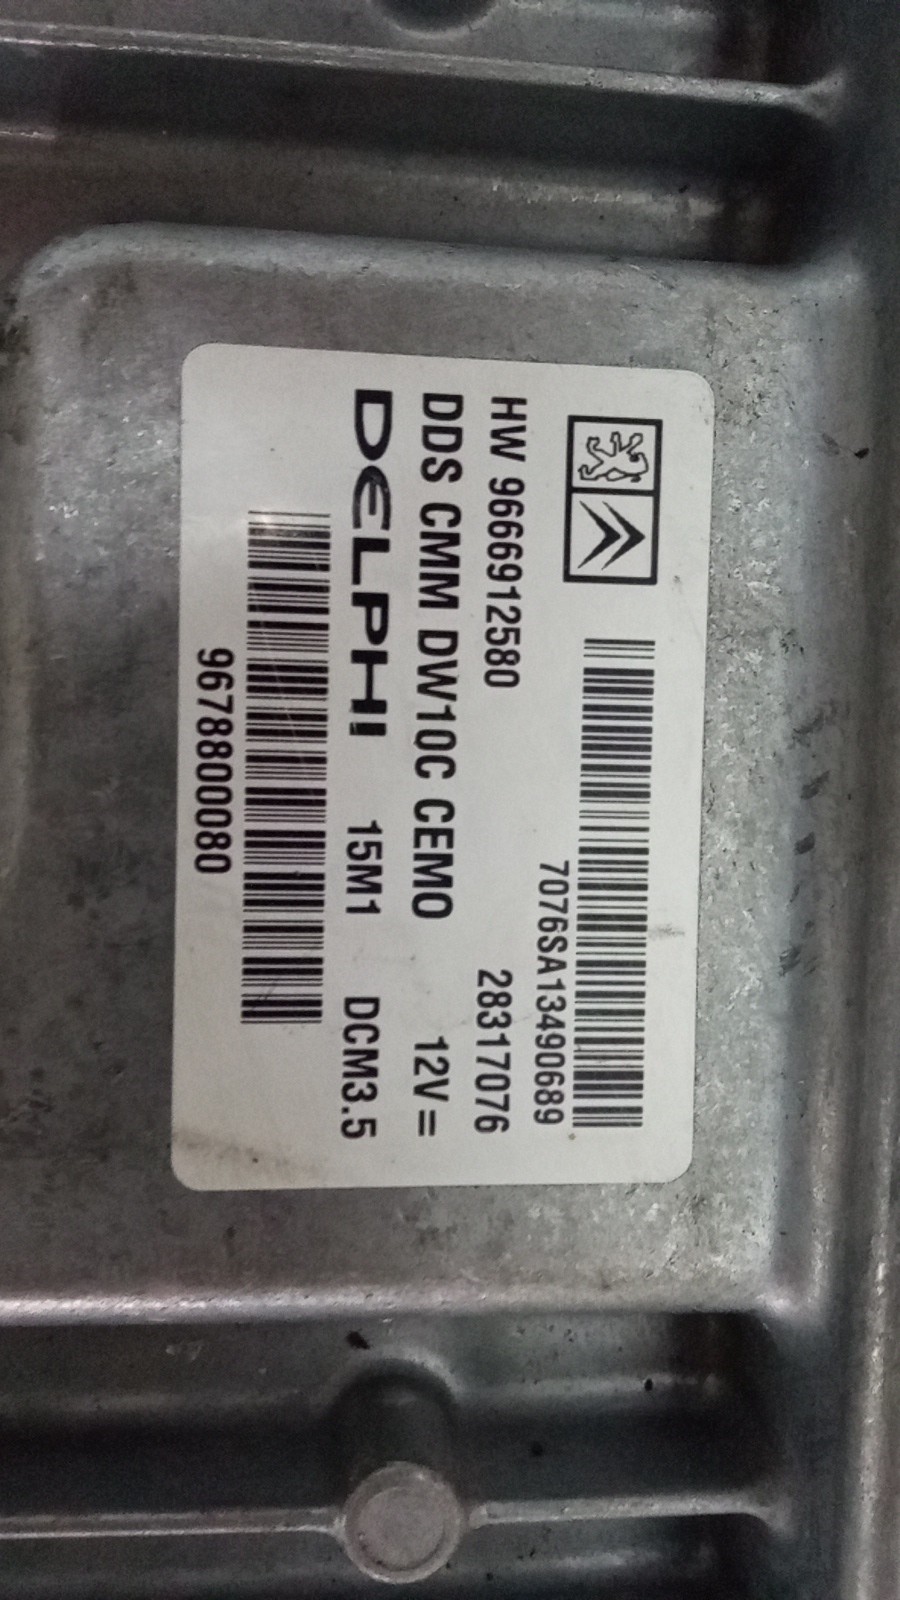 7076SA13490689
HW 9666912580 28317076
DDS CMM DW10C CEMO 12V=
DELPHI 15M1 DCM3.5
9678800080